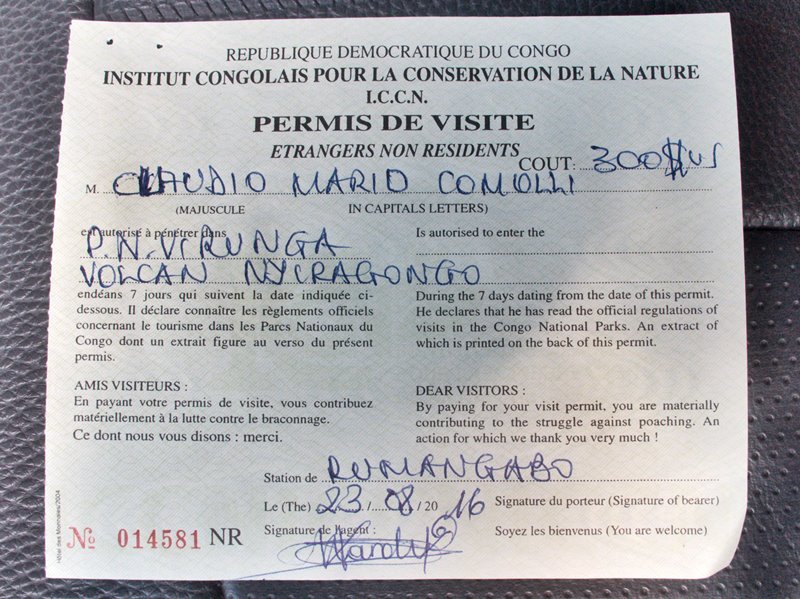 REPUBLIQUE DEMOCRATIQUE DU CONGO
INSTITUT CONGOLAIS POUR LA CONSERVATION DE LA NATURE
I.C.C.N.
PERMIS DE VISITE
ETRANGERS NON RESIDENTS
COUT: 300 $ US
M. CLAUDIO MARIO COMOLLI
(MAJUSCULE IN CAPITALS LETTERS)
est autorisé à pénétrer dans Is autorised to enter the
P.N. VIRUNGA
VOLCAN NYIRAGONGO
endéans 7 jours qui suivent la date indiquée ci-
dessous. Il déclare connaître les règlements officiels
concernant le tourisme dans les Parcs Nationaux du
Congo dont un extrait figure au verso du présent
permis.
During the 7 days dating from the date of this permit.
He declares that he has read the official regulations of
visits in the Congo National Parks. An extract of
which is printed on the back of this permit.
AMIS VISITEURS :
En payant votre permis de visite, vous contribuez
matériellement à la lutte contre le braconnage.
Ce dont nous vous disons : merci.
DEAR VISITORS :
By paying for your visit permit, you are materially
contributing to the struggle against poaching. An
action for which we thank you very much !
Station de RUMANGABO
Le (The) 23 / 08 / 20 16 Signature du porteur (Signature of bearer)
Signature de l'agent : Soyez les bienvenus (You are welcome)
№ 014581 NR
Hôtel des Monnaies/2004